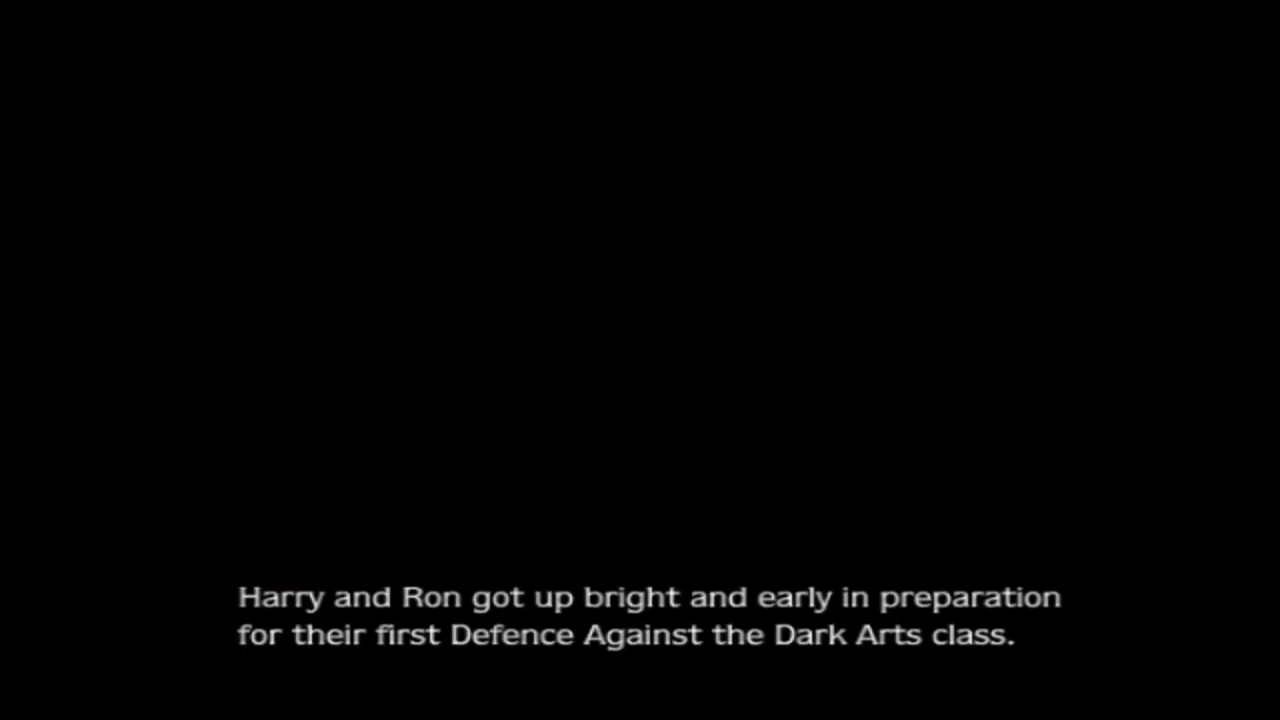 Harry and Ron got up bright and early in preparation
for their first Defence Against the Dark Arts class.